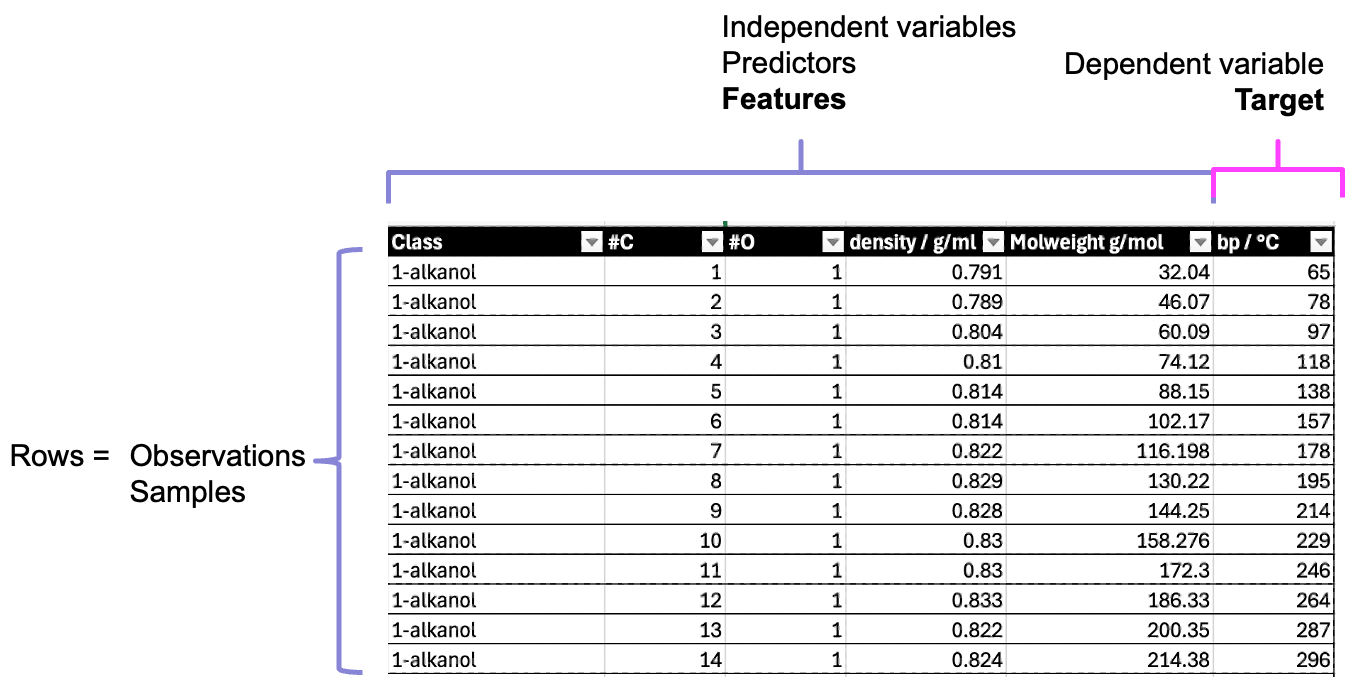 Independent variables
Predictors
Features
Dependent variable
Target
Class #C #O density / g/ml Molweight g/mol bp / °C
1-alkanol 1 1 0.791 32.04 65
1-alkanol 2 1 0.789 46.07 78
1-alkanol 3 1 0.804 60.09 97
1-alkanol 4 1 0.81 74.12 118
1-alkanol 5 1 0.814 88.15 138
1-alkanol 6 1 0.814 102.17 157
1-alkanol 7 1 0.822 116.198 178
1-alkanol 8 1 0.829 130.22 195
1-alkanol 9 1 0.828 144.25 214
1-alkanol 10 1 0.83 158.276 229
1-alkanol 11 1 0.83 172.3 246
1-alkanol 12 1 0.833 186.33 264
1-alkanol 13 1 0.822 200.35 287
1-alkanol 14 1 0.824 214.38 296
Rows = Observations
Samples